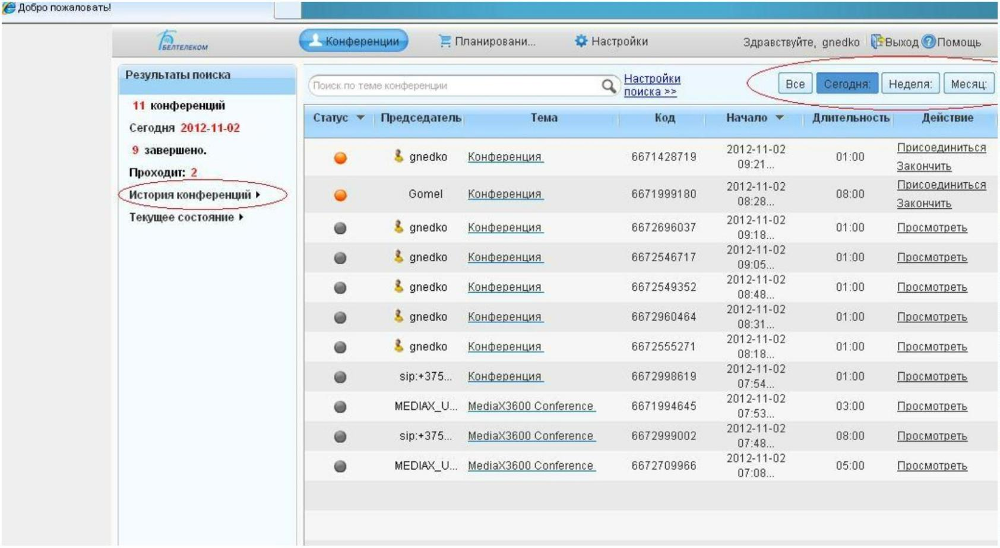 Добро пожаловать!
БЕЛТЕЛЕКОМ
Конференции
Планировани...
Настройки
Здравствуйте, gnedko
Выход
Помощь
Результаты поиска
11 конференций
Сегодня 2012-11-02
9 завершено.
Проходит: 2
История конференций
Текущее состояние
Поиск по теме конференции
Настройки
поиска >>
Все
Сегодня:
Неделя:
Месяц:
Статус Председатель Тема Код Начало Длительность Действие
gnedko Конференция 6671428719 2012-11-02 09:21... 01:00 Присоединиться Закончить
Gomel Конференция 6671999180 2012-11-02 08:28... 08:00 Присоединиться Закончить
gnedko Конференция 6672696037 2012-11-02 09:18... 01:00 Просмотреть
gnedko Конференция 6672546717 2012-11-02 09:05... 01:00 Просмотреть
gnedko Конференция 6672549352 2012-11-02 08:48... 01:00 Просмотреть
gnedko Конференция 6672960464 2012-11-02 08:31... 01:00 Просмотреть
gnedko Конференция 6672555271 2012-11-02 08:18... 01:00 Просмотреть
sip:+375... Конференция 6672998619 2012-11-02 07:54... 01:00 Просмотреть
MEDIAX_U... MediaX3600 Conference 6671994645 2012-11-02 07:53... 03:00 Просмотреть
sip:+375... MediaX3600 Conference 6672999002 2012-11-02 07:48... 08:00 Просмотреть
MEDIAX_U... MediaX3600 Conference 6672709966 2012-11-02 07:08... 05:00 Просмотреть